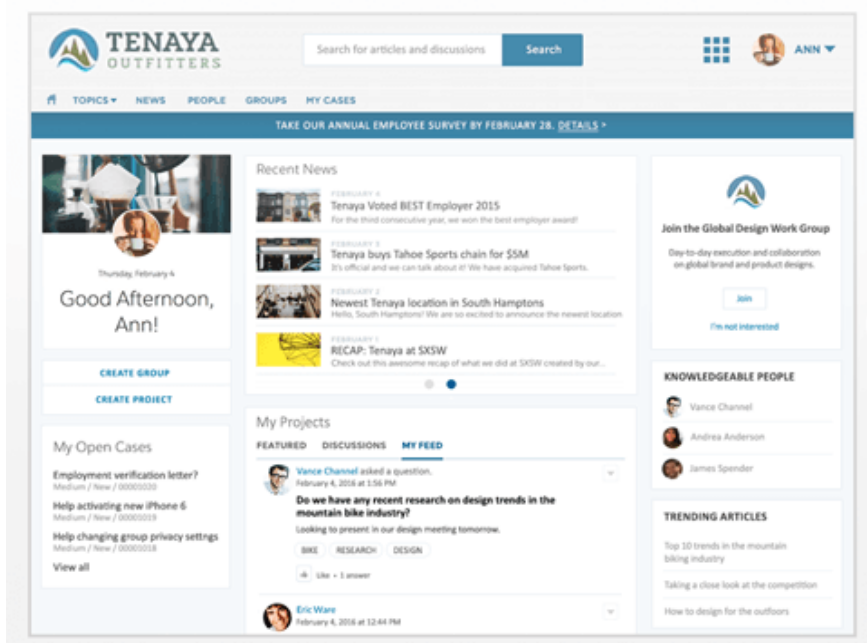 TENAYA
OUTFITTERS
Search for articles and discussions
Search
ANN
TOPICS
NEWS
PEOPLE
GROUPS
MY CASES
TAKE OUR ANNUAL EMPLOYEE SURVEY BY FEBRUARY 28. DETAILS >
Thursday, February 4
Good Afternoon,
Ann!
CREATE GROUP
CREATE PROJECT
My Open Cases
Employment verification letter?
Medium / New / 00001020
Help activating new iPhone 6
Medium / New / 00001019
Help changing group privacy settngs
Medium / New / 00001018
View all
Recent News
FEBRUARY 4
Tenaya Voted BEST Employer 2015
For the third consecutive year, we won the best employer award!
FEBRUARY 3
Tenaya buys Tahoe Sports chain for $5M
It's official and we can talk about it! We have acquired Tahoe Sports.
FEBRUARY 2
Newest Tenaya location in South Hamptons
Hello, South Hamptons! We are so excited to announce the newest location
FEBRUARY 1
RECAP: Tenaya at SXSW
Check out this awesome recap of what we did at SXSW created by our...
My Projects
FEATURED
DISCUSSIONS
MY FEED
Vance Channel asked a question.
February 4, 2016 at 1:56 PM
Do we have any recent research on design trends in the
mountain bike industry?
Looking to present in our design meeting tomorrow.
BIKE
RESEARCH
DESIGN
Like • 1 answer
Eric Ware
February 4, 2016 at 12:44 PM
Join the Global Design Work Group
Day-to-day execution and collaboration
on global brand and product designs.
Join
I'm not interested
KNOWLEDGEABLE PEOPLE
Vance Channel
Andrea Anderson
James Spender
TRENDING ARTICLES
Top 10 trends in the mountain
biking industry
Taking a close look at the competition
How to design for the outfoors